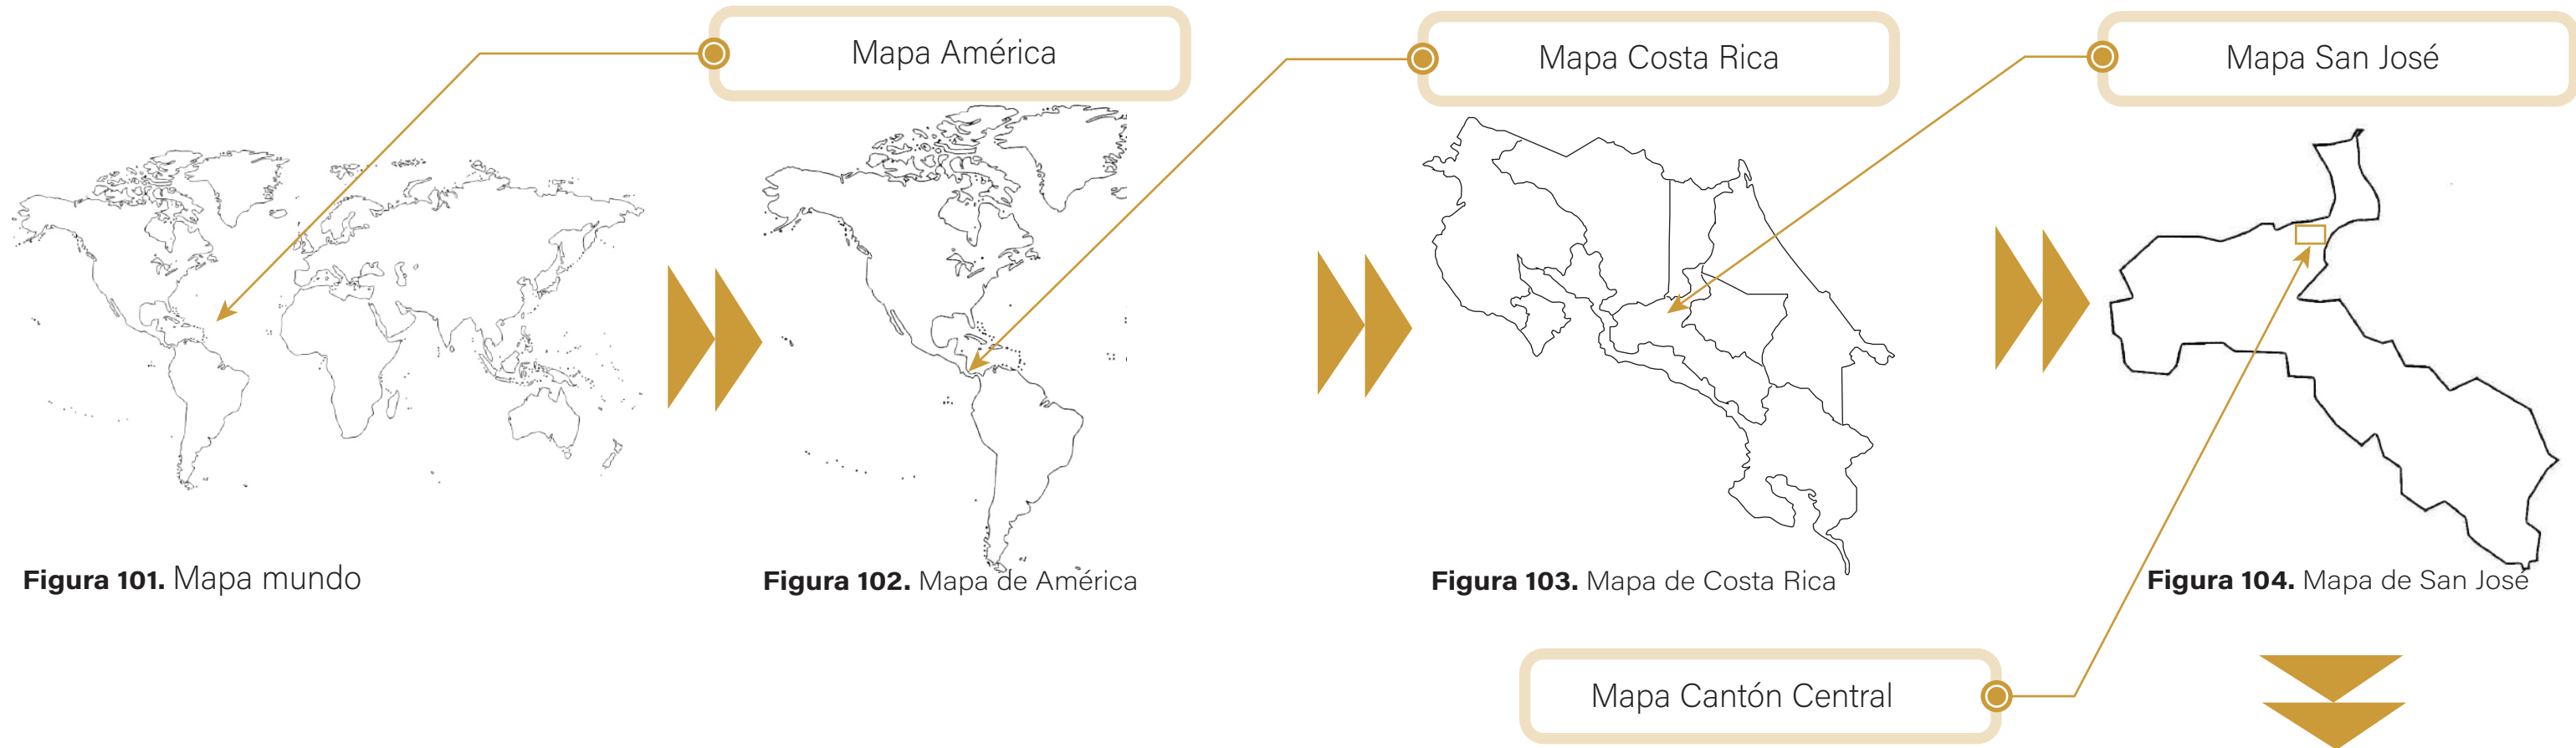 Mapa América
Mapa Costa Rica
Mapa San José
Figura 101. Mapa mundo
Figura 102. Mapa de América
Figura 103. Mapa de Costa Rica
Figura 104. Mapa de San José
Mapa Cantón Central